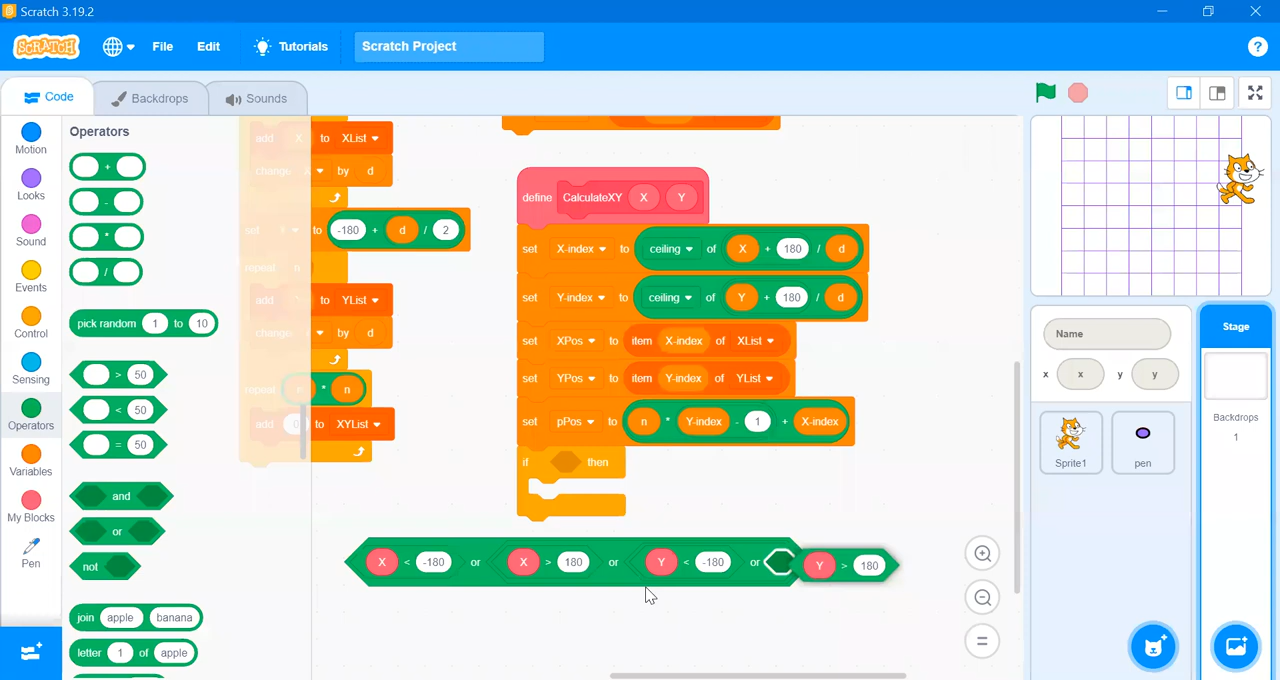 Scratch 3.19.2
SCRATCH File Edit Tutorials Scratch Project ?
Code Backdrops Sounds
Motion
Looks
Sound
Events
Control
Sensing
Operators
Variables
My Blocks
Pen
Operators
+
-
*
/
pick random 1 to 10
> 50
< 50
= 50
and
or
not
join apple banana
letter 1 of apple
add X to XList
change by d
set to -180 + d / 2
repeat n
add to YList
change by d
repeat n * n
add 0 to XYList
define CalculateXY X Y
set X-index to ceiling of X + 180 / d
set Y-index to ceiling of Y + 180 / d
set XPos to item X-index of XList
set YPos to item Y-index of YList
set pPos to n * Y-index - 1 + X-index
if then
X < -180 or X > 180 or Y < -180 or Y > 180
Name
x x y y
Sprite1
pen
Stage
Backdrops
1